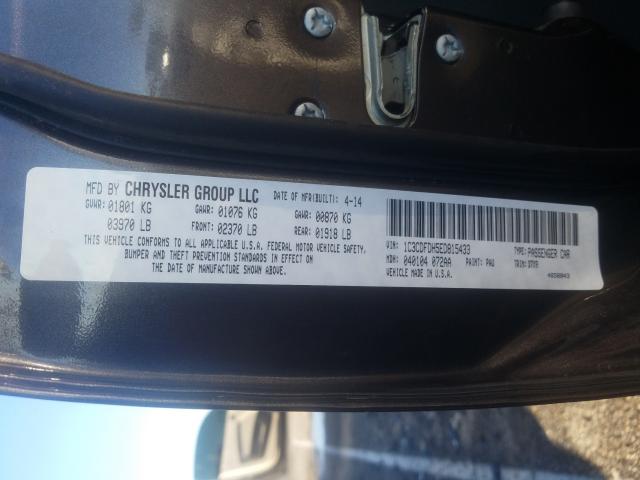 MFD BY CHRYSLER GROUP LLC DATE OF MFR(BUILT): 4-14
GVWR: 01801 KG GAWR: 01076 KG GAWR: 00870 KG
03970 LB FRONT: 02370 LB REAR: 01918 LB
THIS VEHICLE CONFORMS TO ALL APPLICABLE U.S.A. FEDERAL MOTOR VEHICLE SAFETY,
BUMPER AND THEFT PREVENTION STANDARDS IN EFFECT ON
THE DATE OF MANUFACTURE SHOWN ABOVE.
VIN: 1C3CDFDH5ED815433 TYPE: PASSENGER CAR
MDH: 040104 072AA PAINT: PAU TRIM:
VEHICLE MADE IN U.S.A.